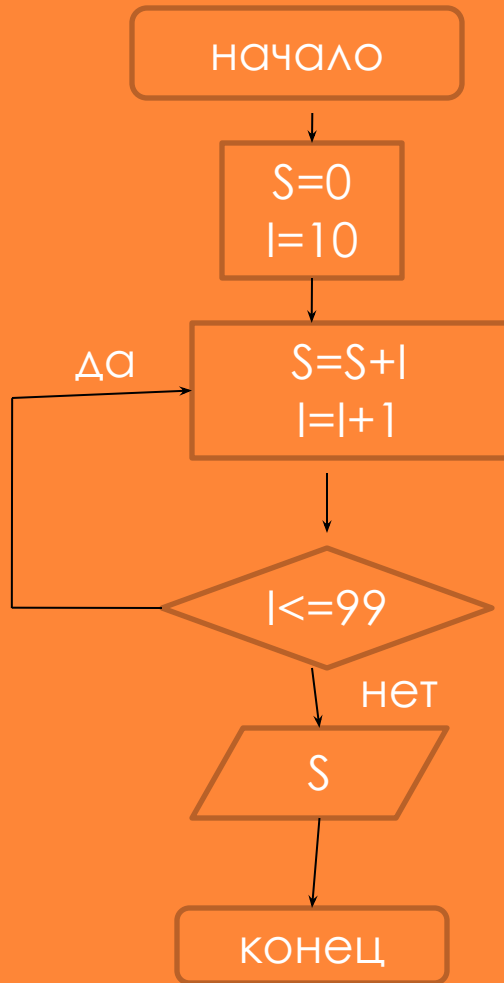 начало
S=0
I=10
да
S=S+I
I=I+1
I<=99
нет
S
конец